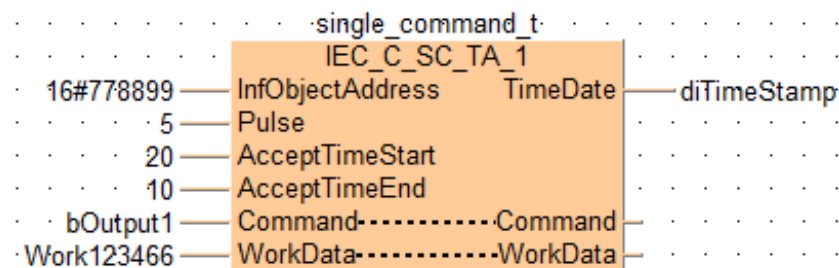 single_command_t
IEC_C_SC_TA_1
16#778899 InfObjectAddress TimeDate diTimeStamp
5 Pulse
20 AcceptTimeStart
10 AcceptTimeEnd
bOutput1 Command Command
Work123466 WorkData WorkData